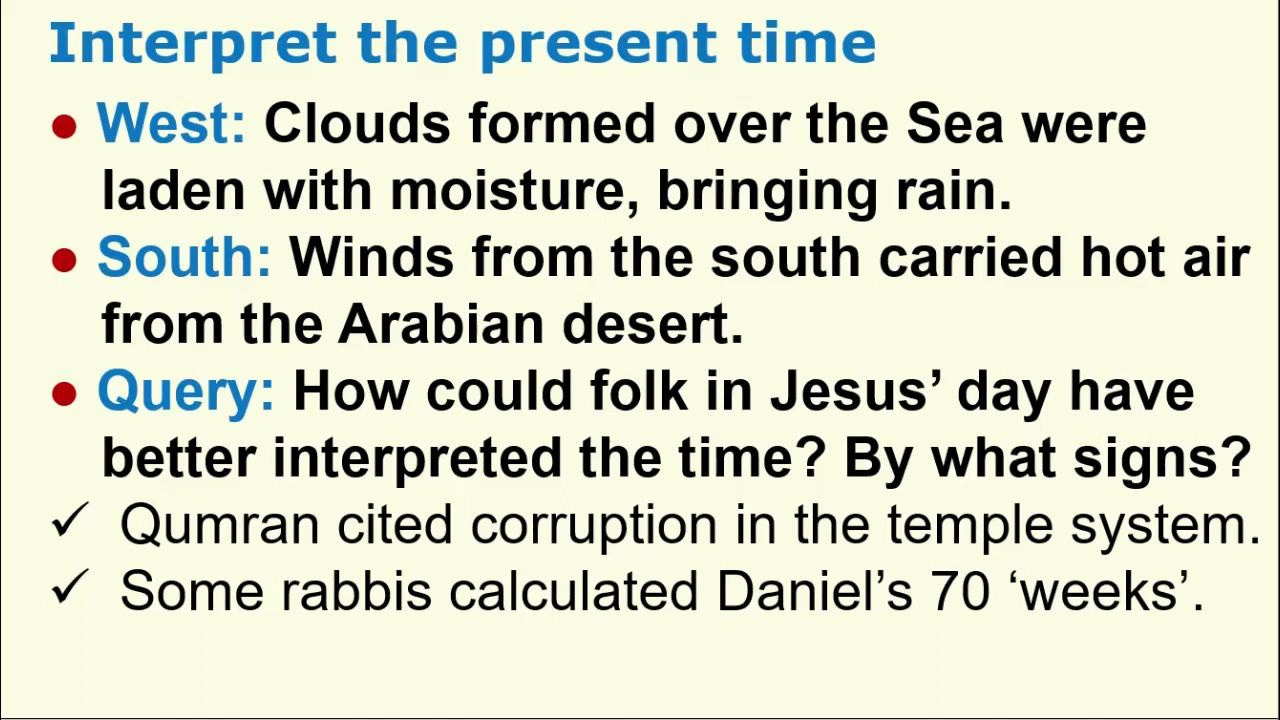 Interpret the present time
● West: Clouds formed over the Sea were
laden with moisture, bringing rain.
● South: Winds from the south carried hot air
from the Arabian desert.
● Query: How could folk in Jesus’ day have
better interpreted the time? By what signs?
✓ Qumran cited corruption in the temple system.
✓ Some rabbis calculated Daniel’s 70 ‘weeks’.